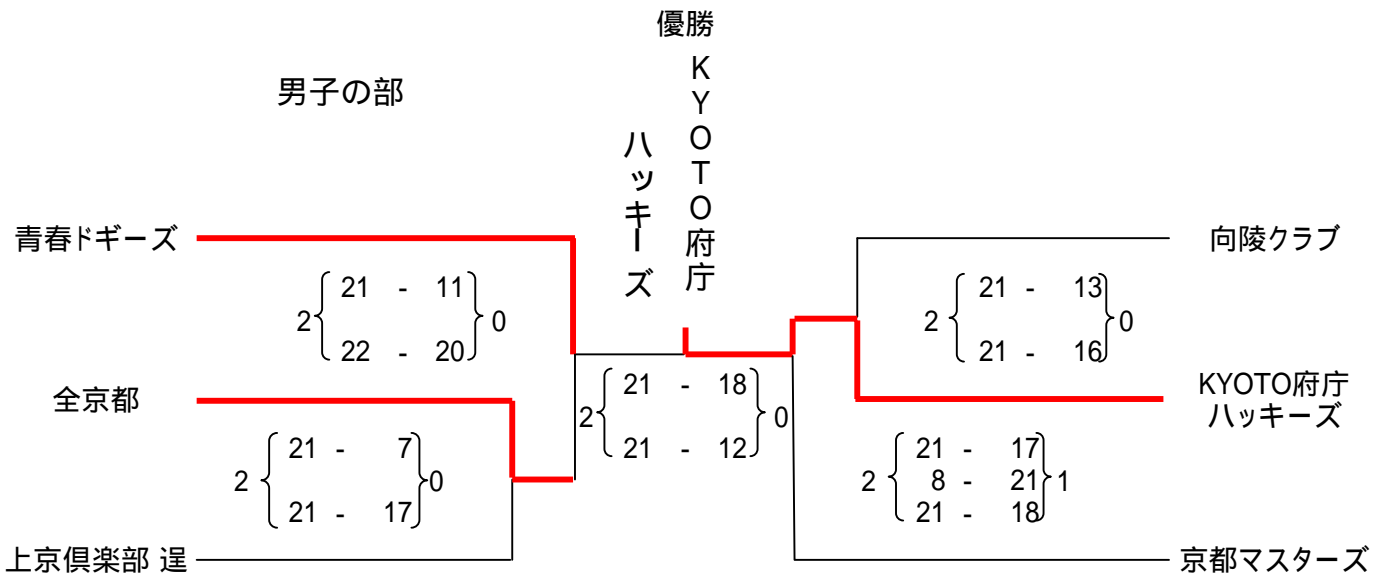 優勝
KYOTO府庁
ハッキーズ
男子の部
青春ドギーズ
2 21 - 11 0
22 - 20
全京都
2 21 - 7 0
21 - 17
上京倶楽部 逞
2 21 - 18 0
21 - 12
向陵クラブ
2 21 - 13 0
21 - 16
KYOTO府庁
ハッキーズ
2 21 - 17 1
8 - 21
21 - 18
京都マスターズ